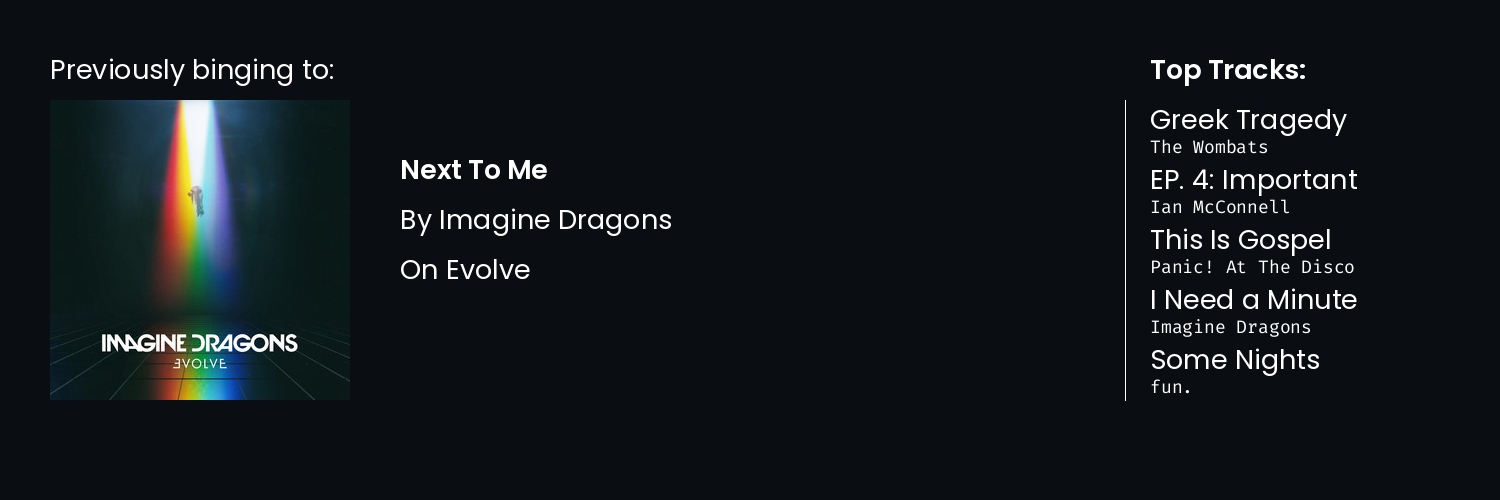 Previously binging to:
IMAGINE DRAGONS
EVOLVE
Next To Me
By Imagine Dragons
On Evolve
Top Tracks:
Greek Tragedy
The Wombats
EP. 4: Important
Ian McConnell
This Is Gospel
Panic! At The Disco
I Need a Minute
Imagine Dragons
Some Nights
fun.